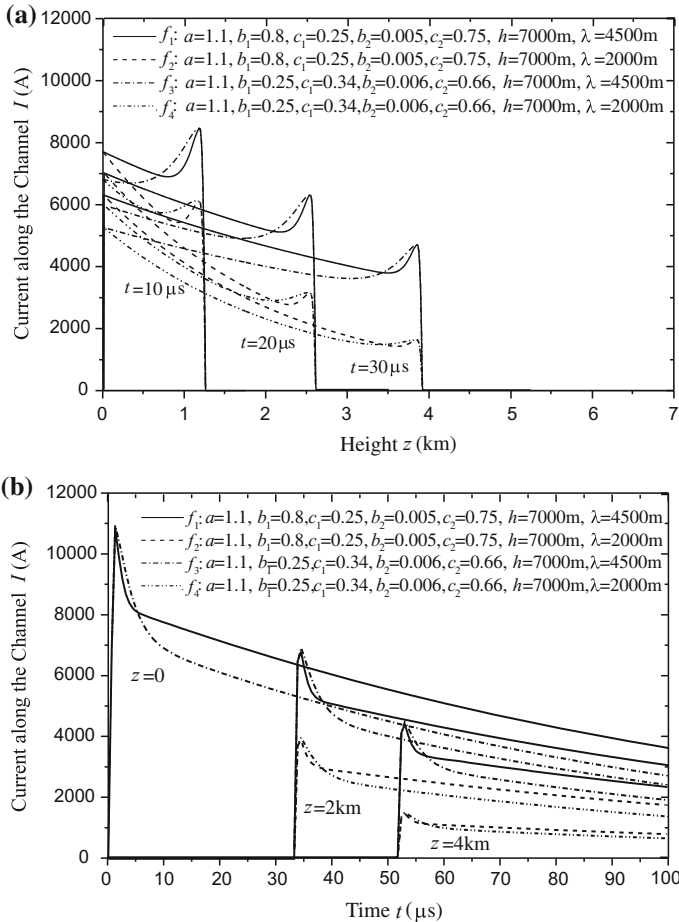 (a)
12000
10000
8000
6000
4000
2000
0
Current along the Channel I (A)
f₁: a=1.1, b₁=0.8, c₁=0.25, b₂=0.005, c₂=0.75, h=7000m, λ=4500m
f₂: a=1.1, b₁=0.8, c₁=0.25, b₂=0.005, c₂=0.75, h=7000m, λ=2000m
f₃: a=1.1, b₁=0.25, c₁=0.34, b₂=0.006, c₂=0.66, h=7000m, λ=4500m
f₄: a=1.1, b₁=0.25, c₁=0.34, b₂=0.006, c₂=0.66, h=7000m, λ=2000m
t=10 μs
t=20μs
t=30μs
0 1 2 3 4 5 6 7
Height z (km)
(b)
12000
10000
8000
6000
4000
2000
0
Current along the Channel I (A)
f₁: a=1.1, b₁=0.8, c₁=0.25, b₂=0.005, c₂=0.75, h=7000m, λ=4500m
f₂: a=1.1, b₁=0.8, c₁=0.25, b₂=0.005, c₂=0.75, h=7000m, λ=2000m
f₃: a=1.1, b₁=0.25, c₁=0.34, b₂=0.006, c₂=0.66, h=7000m, λ=4500m
f₄: a=1.1, b₁=0.25, c₁=0.34, b₂=0.006, c₂=0.66, h=7000m, λ=2000m
z=0
z=2km
z=4km
0 10 20 30 40 50 60 70 80 90 100
Time t (μs)